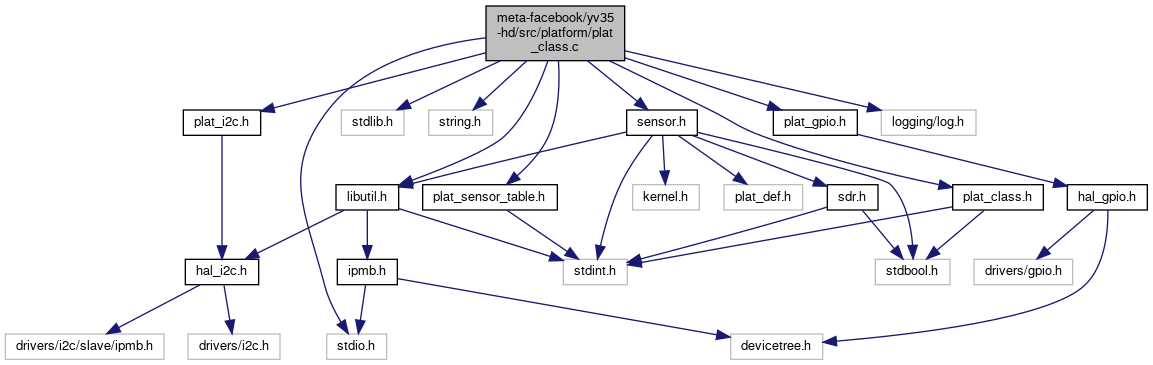 meta-facebook/yv35
-hd/src/platform/plat
_class.c
plat_i2c.h
stdlib.h
string.h
sensor.h
plat_gpio.h
logging/log.h
libutil.h
plat_sensor_table.h
kernel.h
plat_def.h
sdr.h
plat_class.h
hal_gpio.h
hal_i2c.h
ipmb.h
stdint.h
stdbool.h
drivers/gpio.h
drivers/i2c/slave/ipmb.h
drivers/i2c.h
stdio.h
devicetree.h